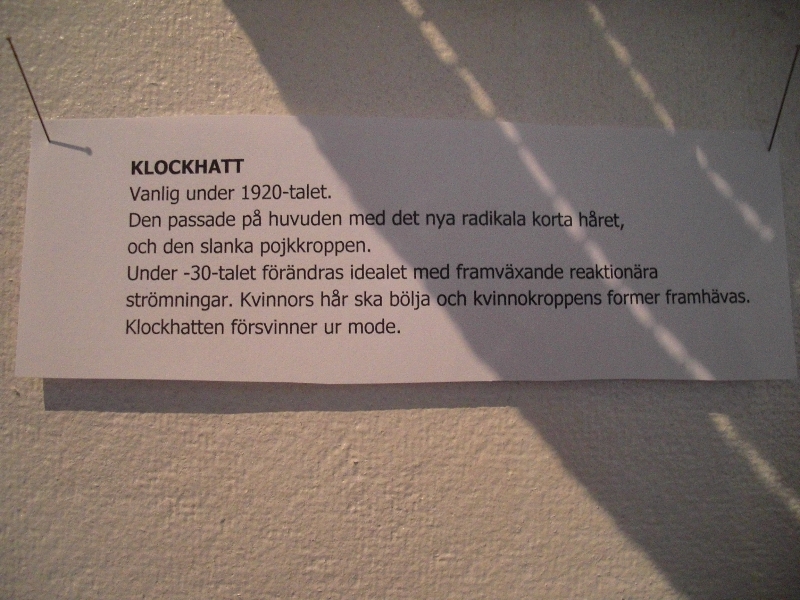 KLOCKHATT
Vanlig under 1920-talet.
Den passade på huvuden med det nya radikala korta håret,
och den slanka pojkkroppen.
Under -30-talet förändras idealet med framväxande reaktionära
strömningar. Kvinnors hår ska bölja och kvinnokroppens former framhävas.
Klockhatten försvinner ur mode.